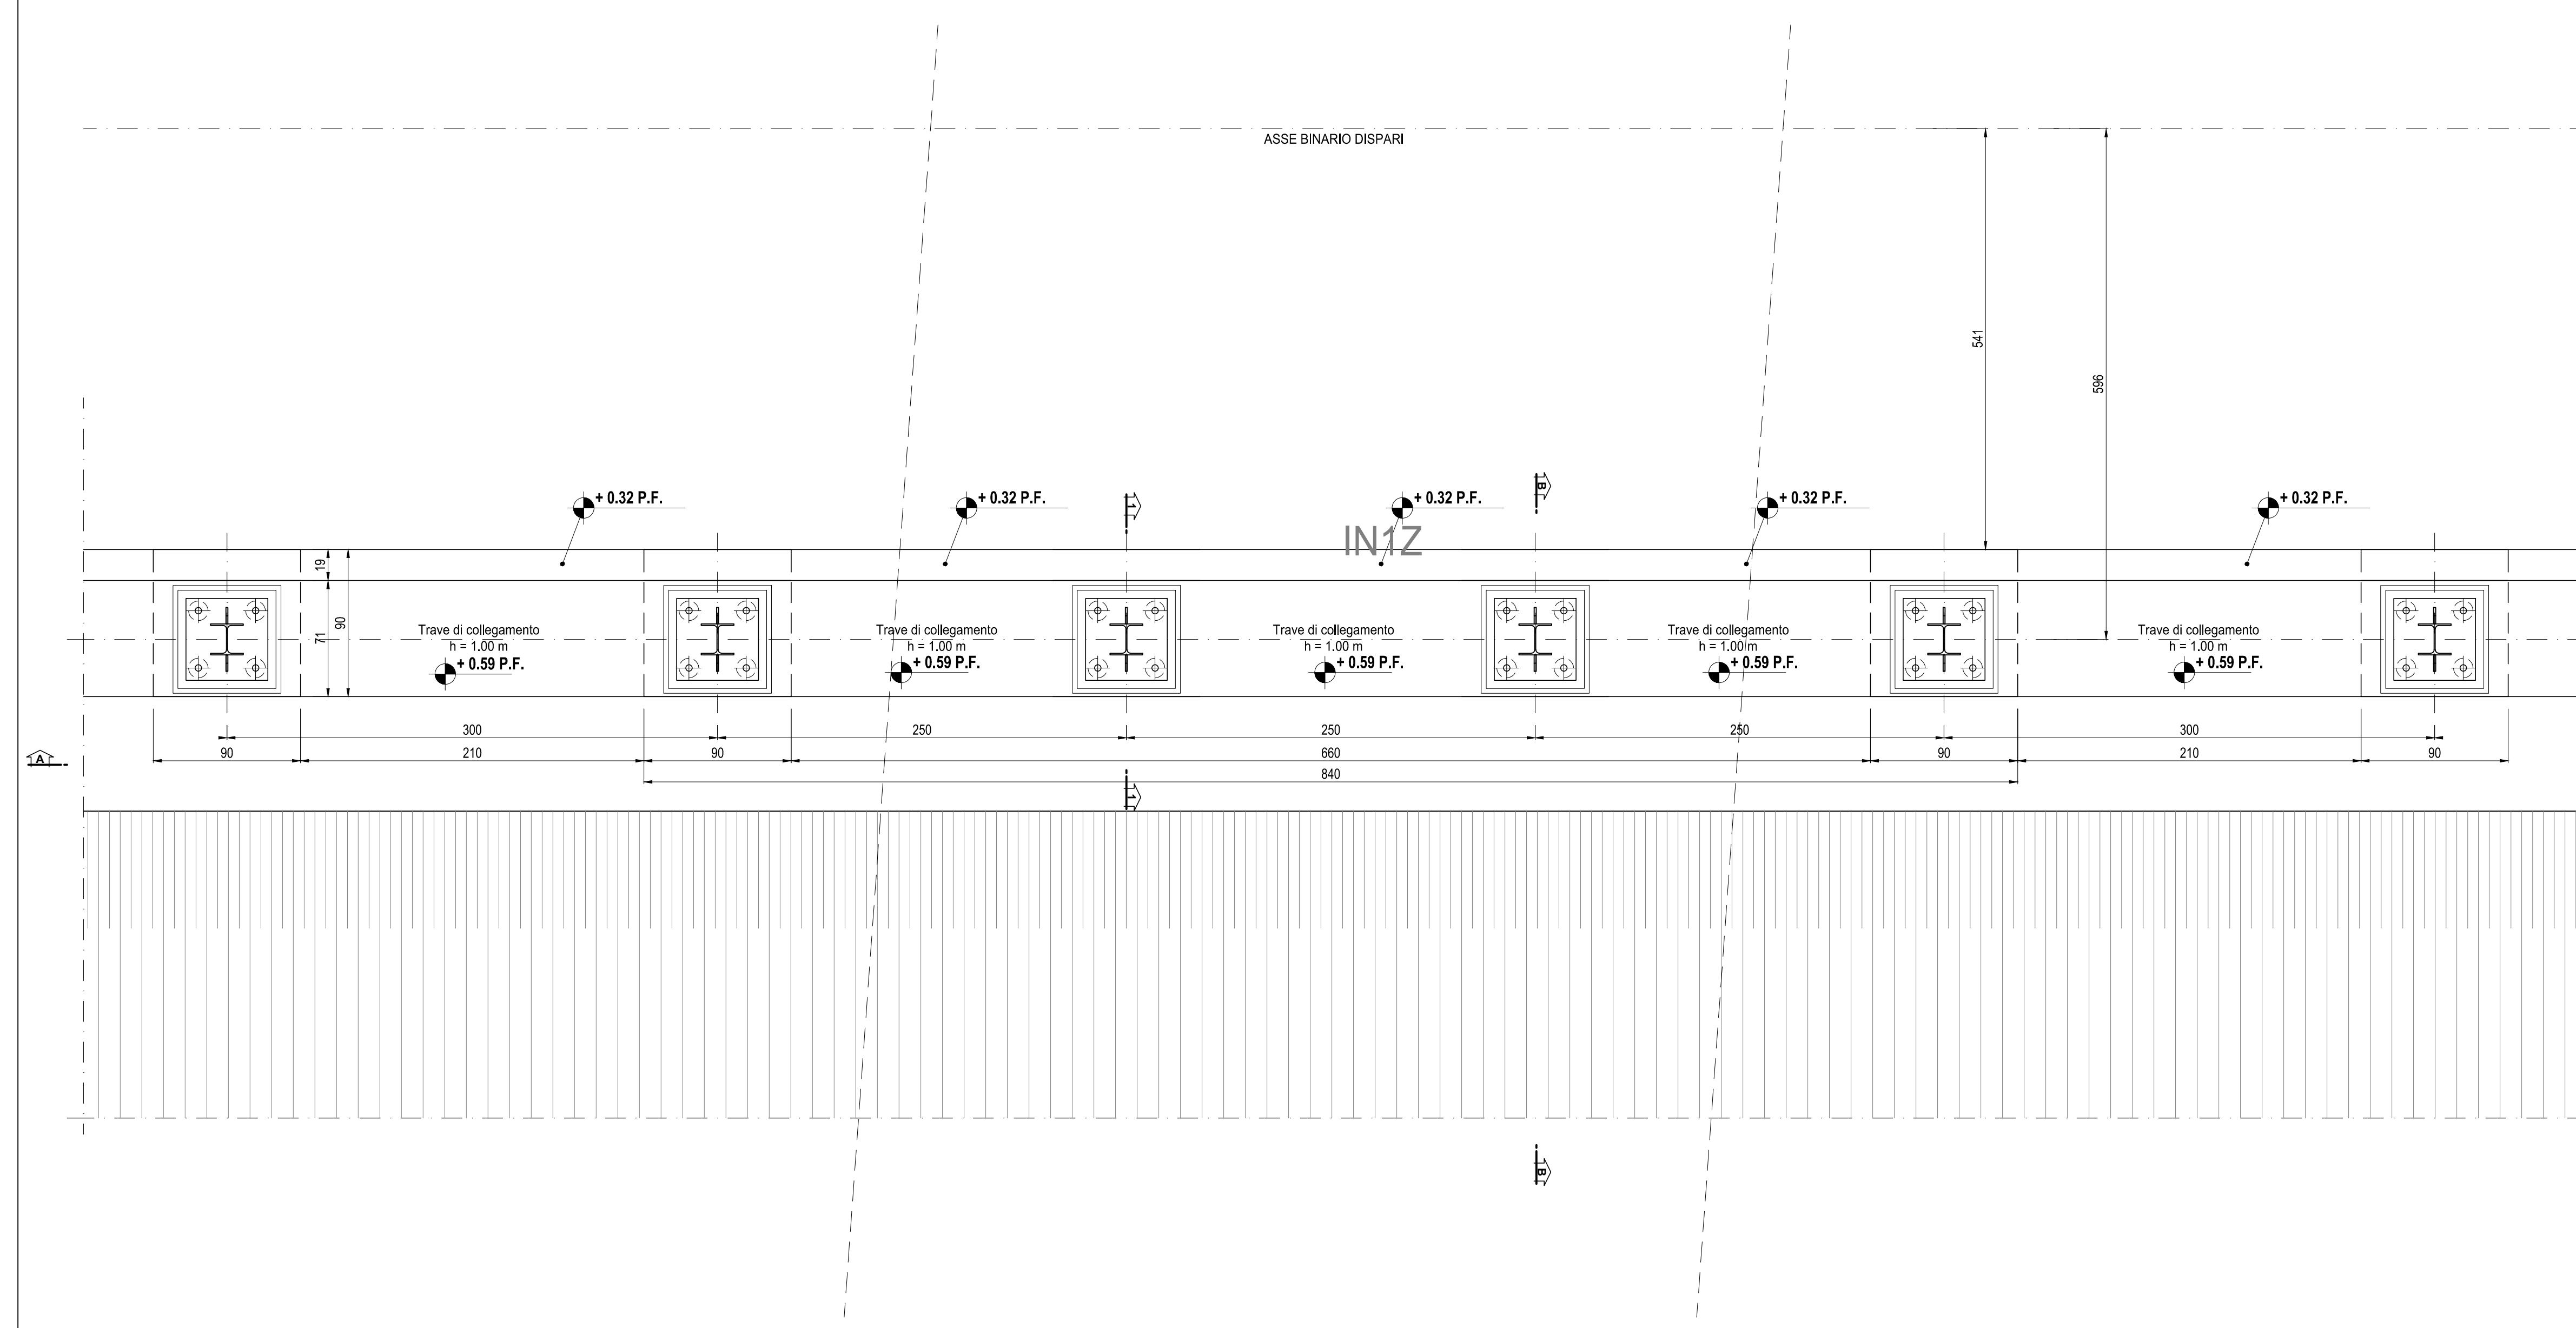 ASSE BINARIO DISPARI
541
596
+ 0.32 P.F.
+ 0.32 P.F.
1
+ 0.32 P.F.
B
+ 0.32 P.F.
+ 0.32 P.F.
IN1Z
19
71
90
Trave di collegamento
h = 1.00 m
+ 0.59 P.F.
Trave di collegamento
h = 1.00 m
+ 0.59 P.F.
Trave di collegamento
h = 1.00 m
+ 0.59 P.F.
Trave di collegamento
h = 1.00 m
+ 0.59 P.F.
Trave di collegamento
h = 1.00 m
+ 0.59 P.F.
300
250
250
250
300
A
90
210
90
660
90
210
90
840
1
B